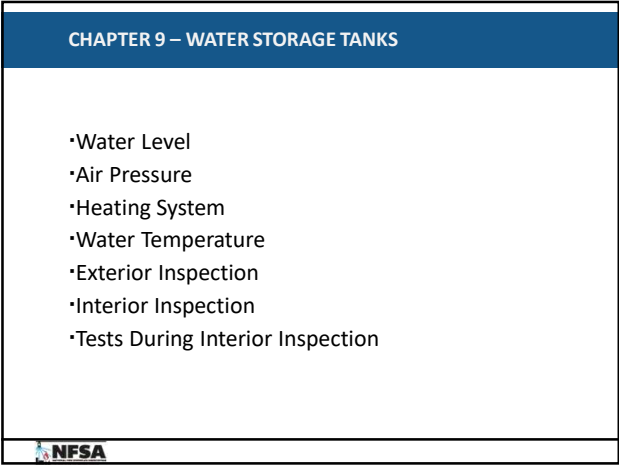 CHAPTER 9 – WATER STORAGE TANKS
·Water Level
·Air Pressure
·Heating System
·Water Temperature
·Exterior Inspection
·Interior Inspection
·Tests During Interior Inspection
NFSA